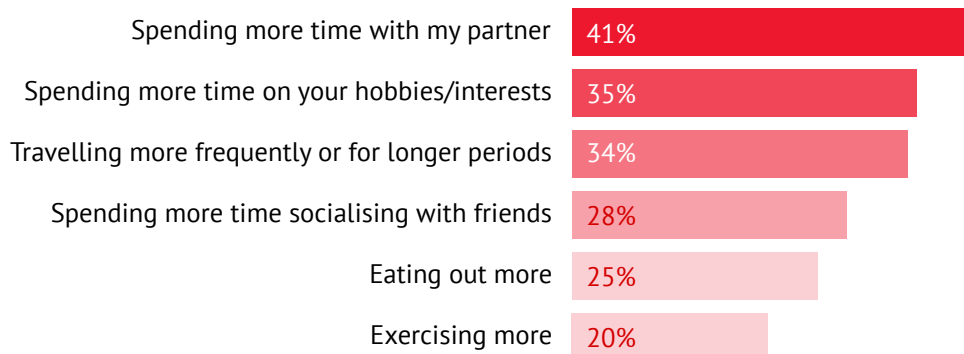 Spending more time with my partner 41%
Spending more time on your hobbies/interests 35%
Travelling more frequently or for longer periods 34%
Spending more time socialising with friends 28%
Eating out more 25%
Exercising more 20%